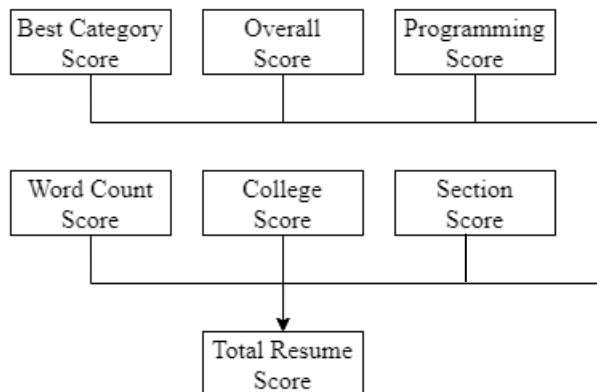 Best Category
Score
Overall
Score
Programming
Score
Word Count
Score
College
Score
Section
Score
Total Resume
Score